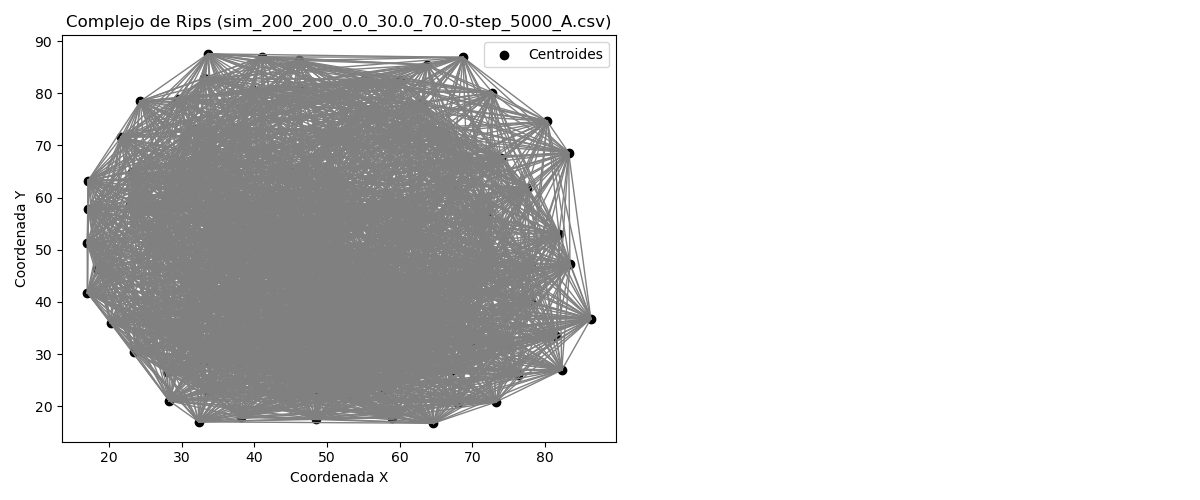 Complejo de Rips (sim_200_200_0.0_30.0_70.0-step_5000_A.csv)
Centroides
90
80
70
60
50
40
30
20
Coordenada Y
20 30 40 50 60 70 80
Coordenada X